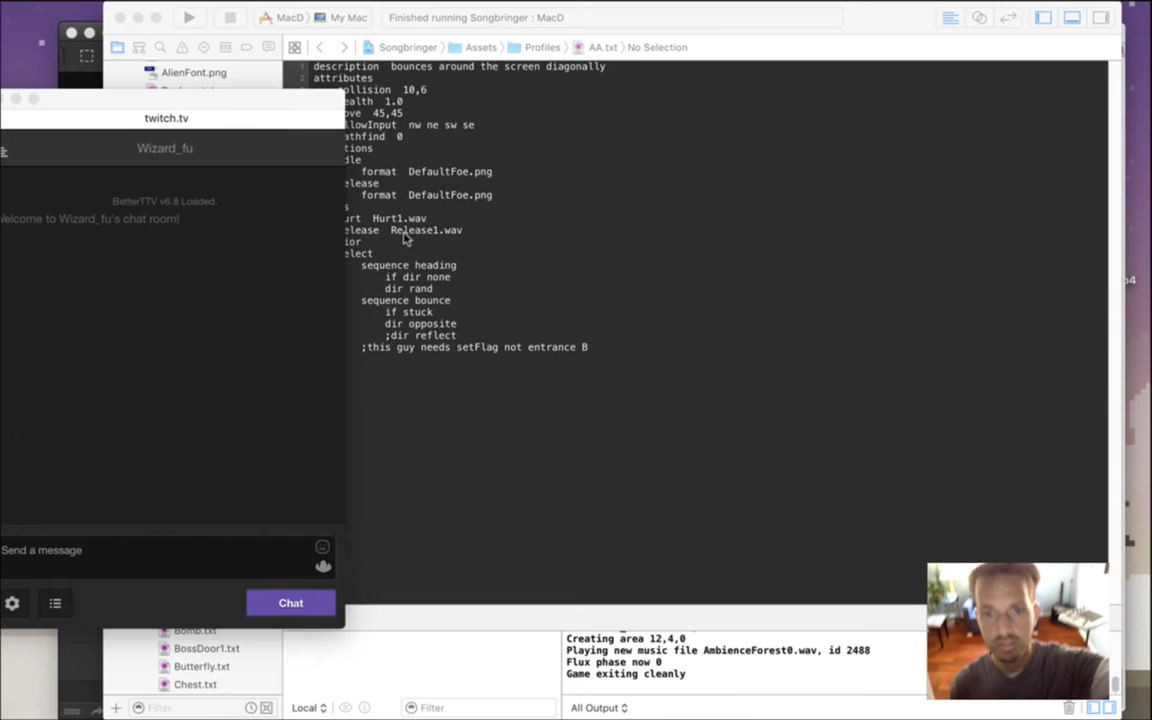 MacD
My Mac
Finished running Songbringer : MacD
Songbringer
Assets
Profiles
AA.txt
No Selection
AlienFont.png
1 description bounces around the screen diagonally
2 attributes
ollision 10,6
ealth 1.0
ove 45,45
llowInput nw ne sw se
athfind 0
tions
dle
format DefaultFoe.png
elease
format DefaultFoe.png
s
urt Hurt1.wav
elease Release1.wav
ior
elect
sequence heading
if dir none
dir rand
sequence bounce
if stuck
dir opposite
;dir reflect
;this guy needs setFlag not entrance B
twitch.tv
Wizard_fu
BetterTTV v6.8 Loaded.
Welcome to Wizard_fu's chat room!
Send a message
Chat
p4
Bomb.txt
BossDoor1.txt
Butterfly.txt
Chest.txt
Filter
Creating area 12,4,0
Playing new music file AmbienceForest0.wav, id 2488
Flux phase now 0
Game exiting cleanly
Local
Filter
All Output